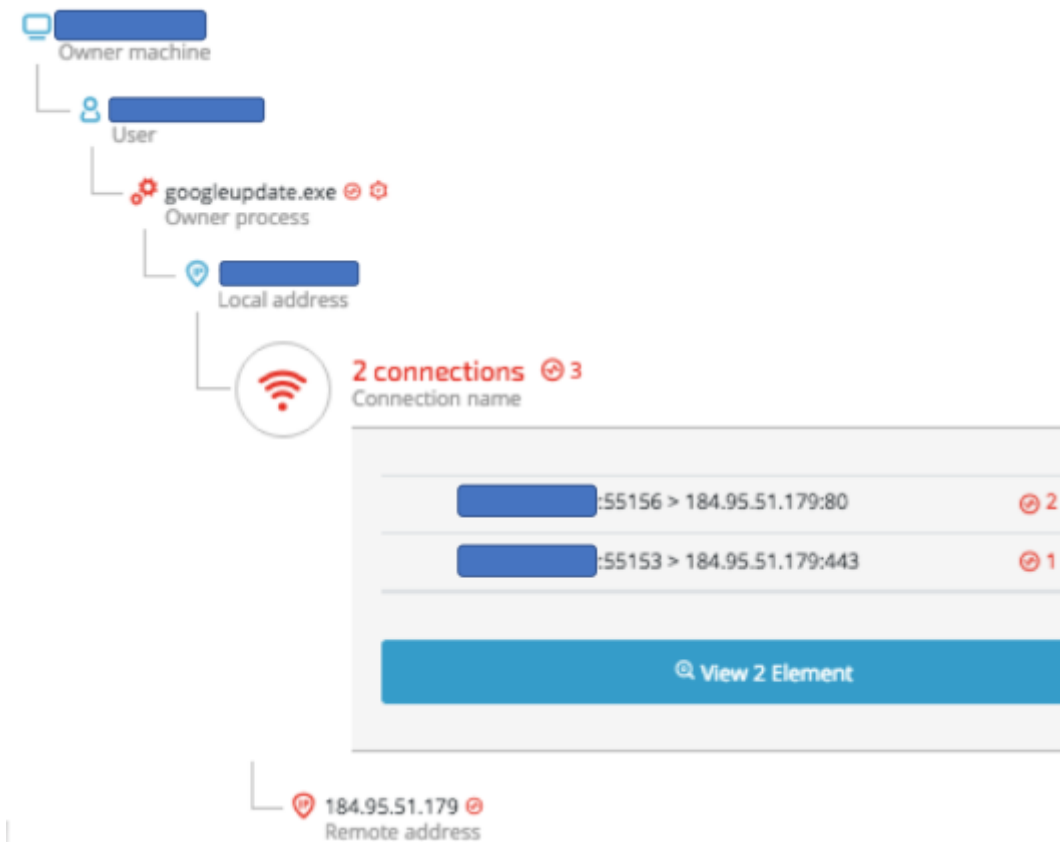 Owner machine
User
googleupdate.exe
Owner process
Local address
2 connections 3
Connection name
:55156 > 184.95.51.179:80 2
:55153 > 184.95.51.179:443 1
View 2 Element
184.95.51.179
Remote address